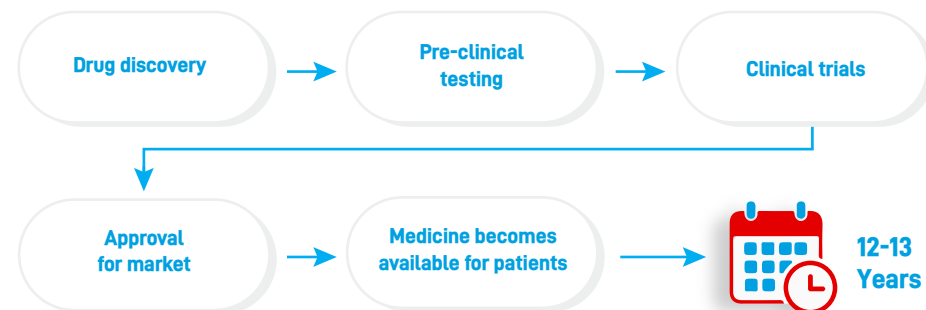 Drug discovery
Pre-clinical
testing
Clinical trials
Approval
for market
Medicine becomes
available for patients
12-13
Years